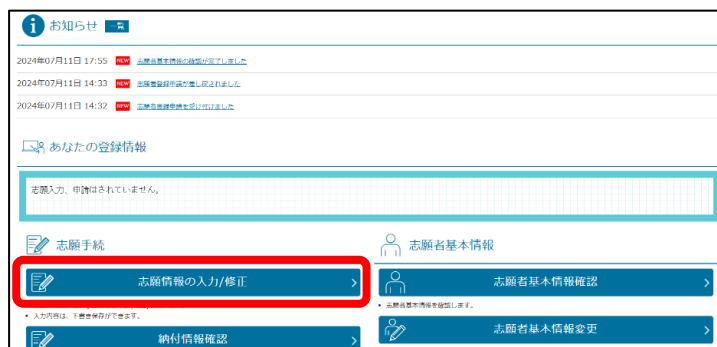 お知らせ 一覧
2024年07月11日 17:55 NEW 志願者基本情報の確認が完了しました
2024年07月11日 14:33 NEW 志願者登録申請が差し戻されました
2024年07月11日 14:32 NEW 志願者登録申請を受け付けました
あなたの登録情報
志願入力、申請はされていません。
志願手続
志願情報の入力/修正
• 入力内容は、下書き保存ができます。
納付情報確認
志願者基本情報
志願者基本情報確認
• 志願者基本情報を確認します。
志願者基本情報変更